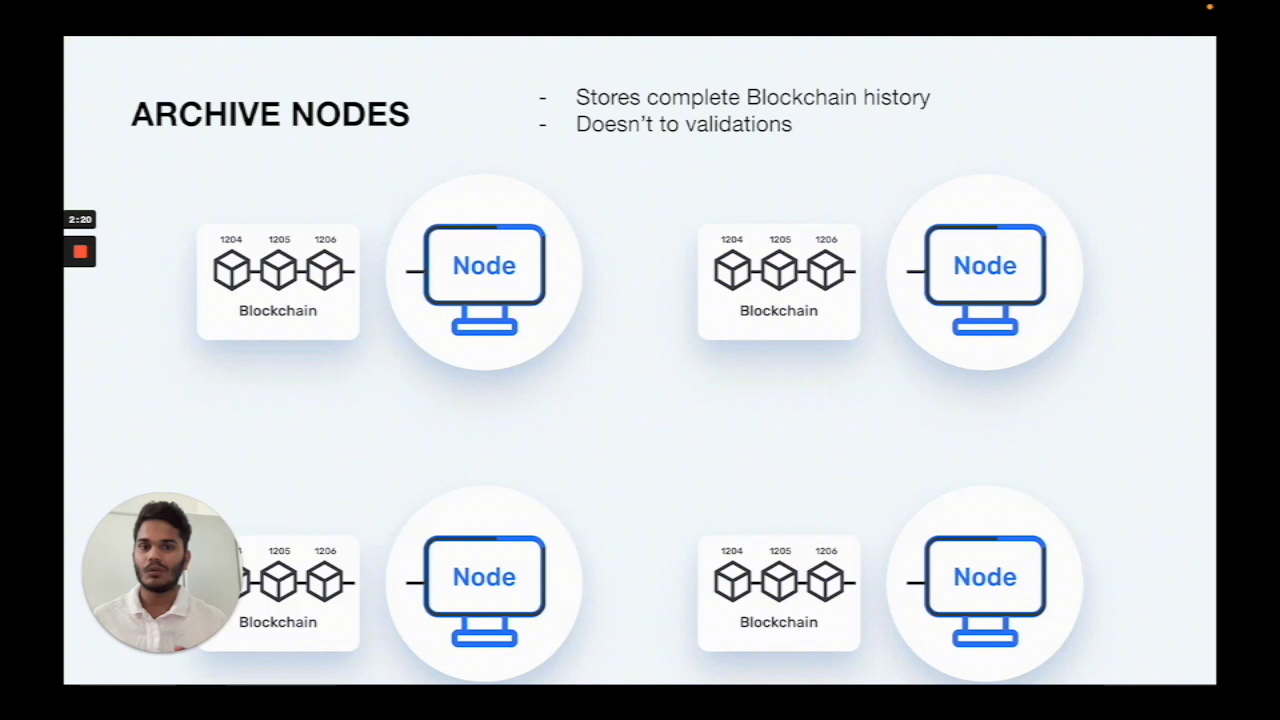 ARCHIVE NODES
- Stores complete Blockchain history
- Doesn't to validations
2:20
1204 1205 1206
Blockchain
Node
1204 1205 1206
Blockchain
Node
1205 1206
Blockchain
Node
1204 1205 1206
Blockchain
Node